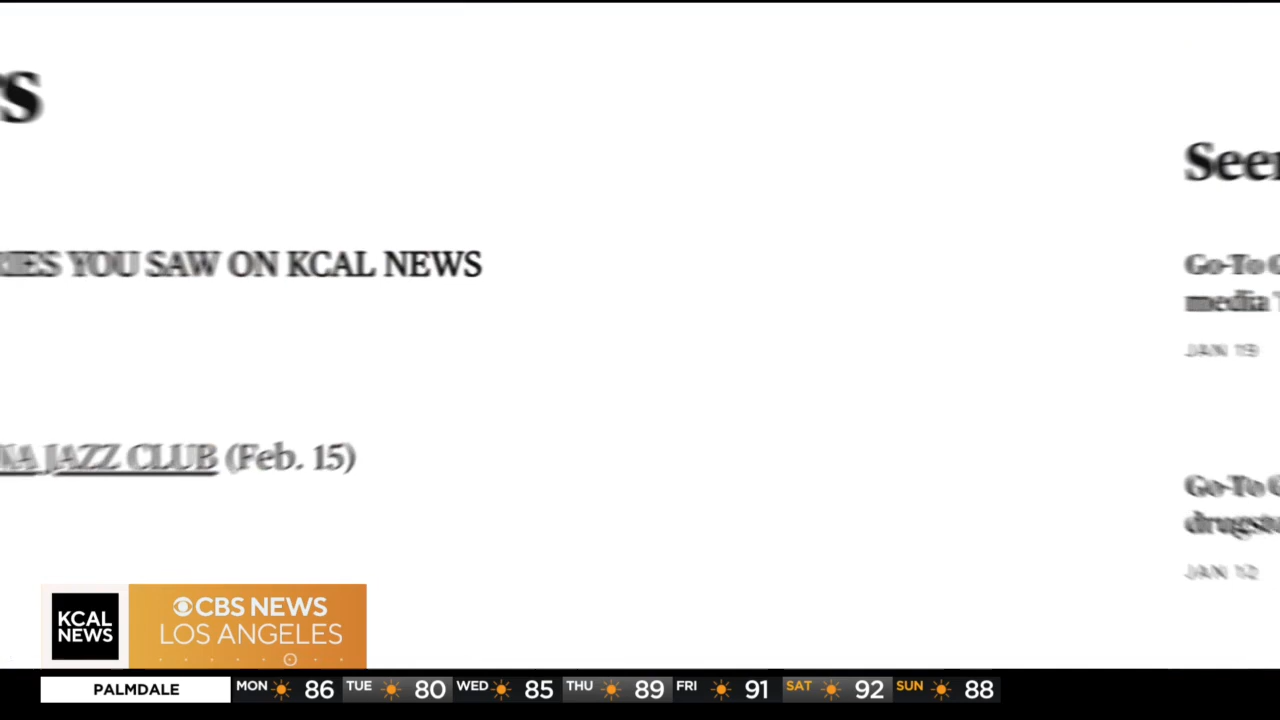 Seen
RIES YOU SAW ON KCAL NEWS
Go-To
media
JAN 19
JAZZ CLUB (Feb. 15)
Go-To
JAN 12
KCAL
NEWS
CBS NEWS
LOS ANGELES
PALMDALE MON 86 TUE 80 WED 85 THU 89 FRI 91 SAT 92 SUN 88